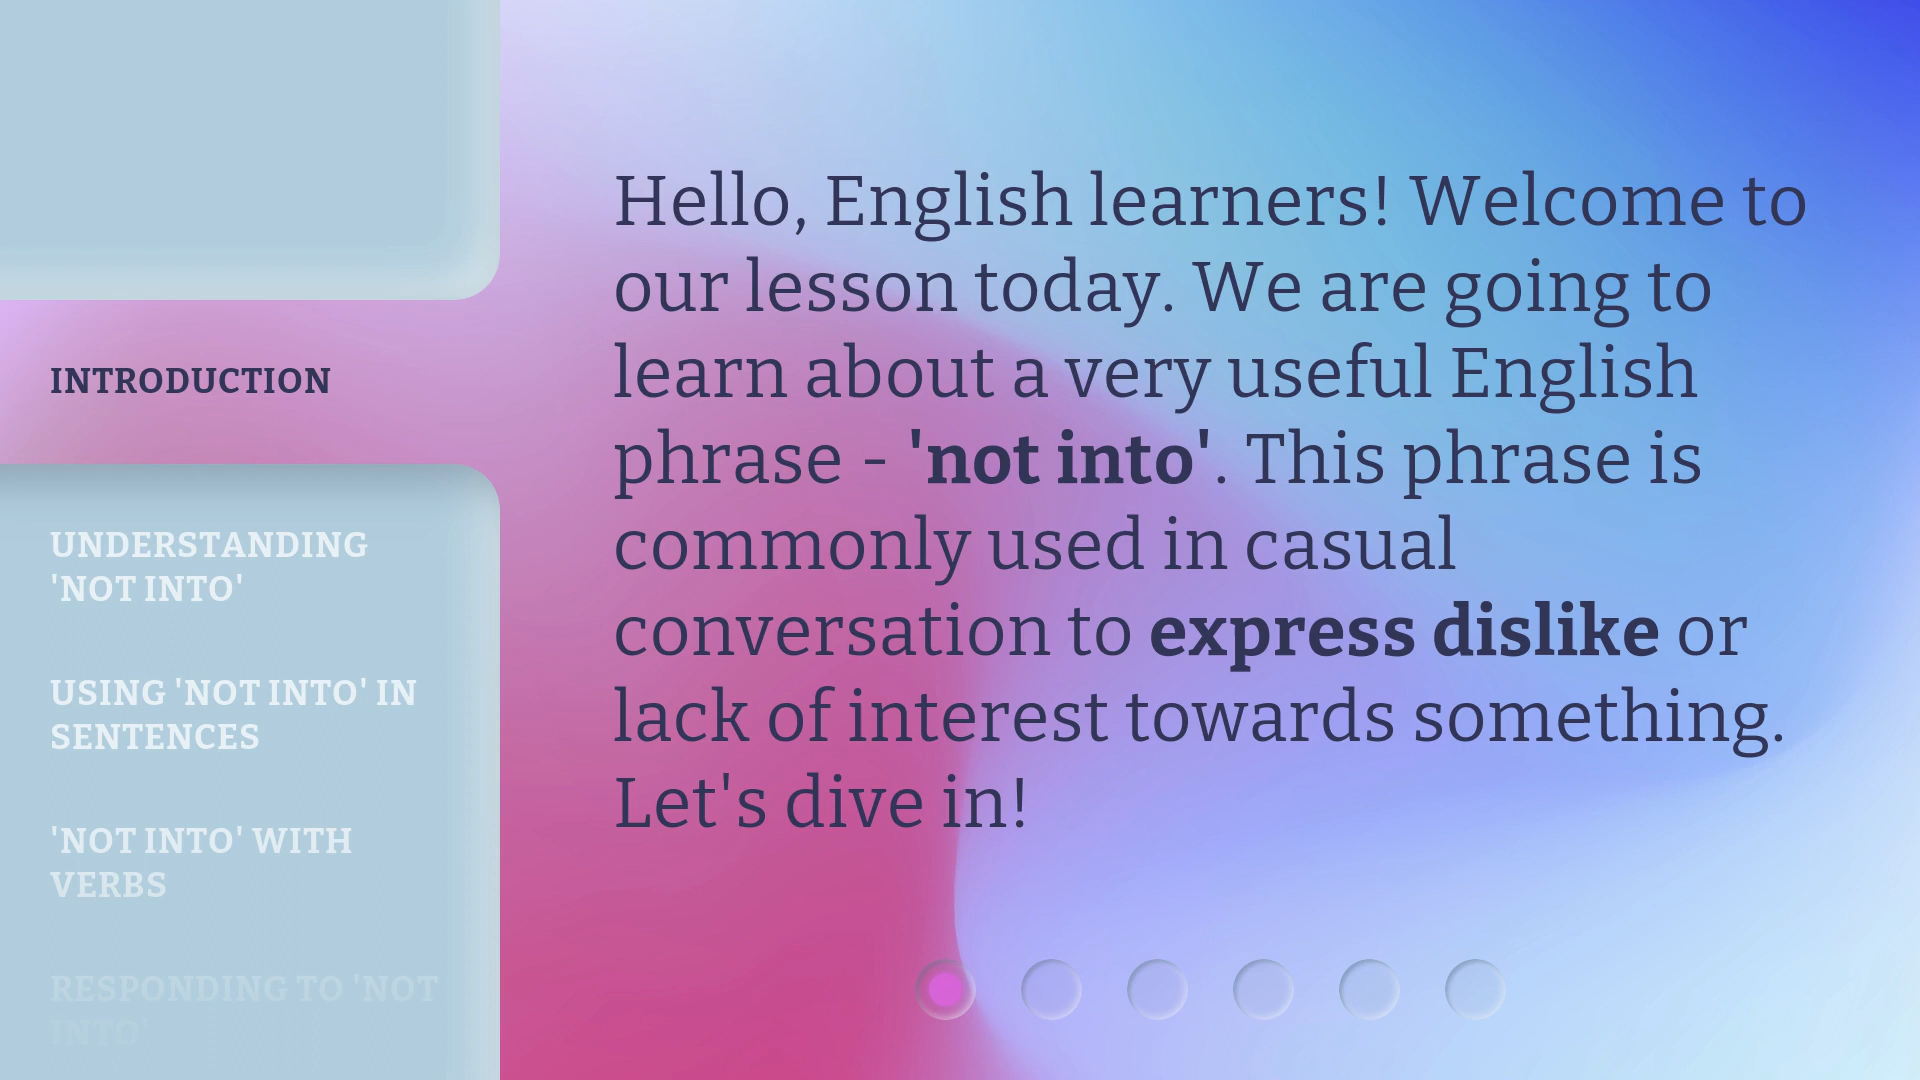 INTRODUCTION
UNDERSTANDING
'NOT INTO'
USING 'NOT INTO' IN
SENTENCES
'NOT INTO' WITH
VERBS
RESPONDING TO 'NOT
INTO'
Hello, English learners! Welcome to
our lesson today. We are going to
learn about a very useful English
phrase - 'not into'. This phrase is
commonly used in casual
conversation to express dislike or
lack of interest towards something.
Let's dive in!